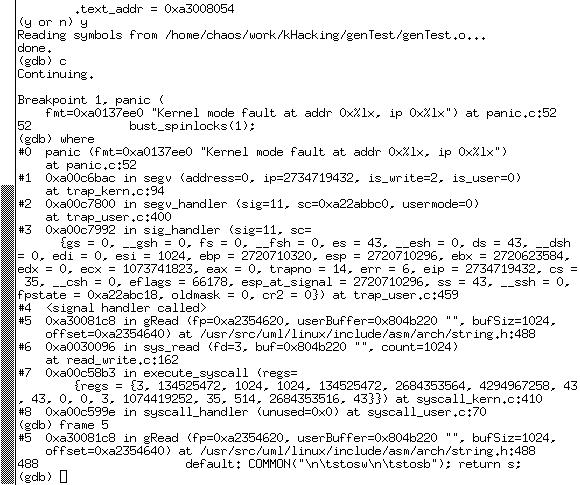 .text_addr = 0xa3008054
(y or n) y
Reading symbols from /home/chaos/work/kHacking/genTest/genTest.o...
done.
(gdb) c
Continuing.
Breakpoint 1, panic (
fmt=0xa0137ee0 "Kernel mode fault at addr 0x%lx, ip 0x%lx") at panic.c:52
52 bust_spinlocks(1);
(gdb) where
#0 panic (fmt=0xa0137ee0 "Kernel mode fault at addr 0x%lx, ip 0x%lx")
at panic.c:52
#1 0xa00c6bac in segv (address=0, ip=2734719432, is_write=2, is_user=0)
at trap_kern.c:94
#2 0xa00c7800 in segv_handler (sig=11, sc=0xa22abbc0, usermode=0)
at trap_user.c:400
#3 0xa00c7992 in sig_handler (sig=11, sc=
{gs = 0, __gsh = 0, fs = 0, __fsh = 0, es = 43, __esh = 0, ds = 43, __dsh
= 0, edi = 0, esi = 1024, ebp = 2720710320, esp = 2720710296, ebx = 2720623584,
edx = 0, ecx = 1073741823, eax = 0, trapno = 14, err = 6, eip = 2734719432, cs =
35, __csh = 0, eflags = 66178, esp_at_signal = 2720710296, ss = 43, __ssh = 0,
fpstate = 0xa22abc18, oldmask = 0, cr2 = 0}) at trap_user.c:459
#4 <signal handler called>
#5 0xa30081c8 in gRead (fp=0xa2354620, userBuffer=0x804b220 "", bufSiz=1024,
offset=0xa2354640) at /usr/src/uml/linux/include/asm/arch/string.h:488
#6 0xa0030096 in sys_read (fd=3, buf=0x804b220 "", count=1024)
at read_write.c:162
#7 0xa00c58b3 in execute_syscall (regs=
{regs = {3, 134525472, 1024, 1024, 134525472, 2684353564, 4294967258, 43
, 43, 0, 0, 3, 1074419252, 35, 514, 2684353516, 43}}) at syscall_kern.c:410
#8 0xa00c599e in syscall_handler (unused=0x0) at syscall_user.c:70
(gdb) frame 5
#5 0xa30081c8 in gRead (fp=0xa2354620, userBuffer=0x804b220 "", bufSiz=1024,
offset=0xa2354640) at /usr/src/uml/linux/include/asm/arch/string.h:488
488 default: COMMON("\n\tstosw\n\tstosb"); return s;
(gdb)